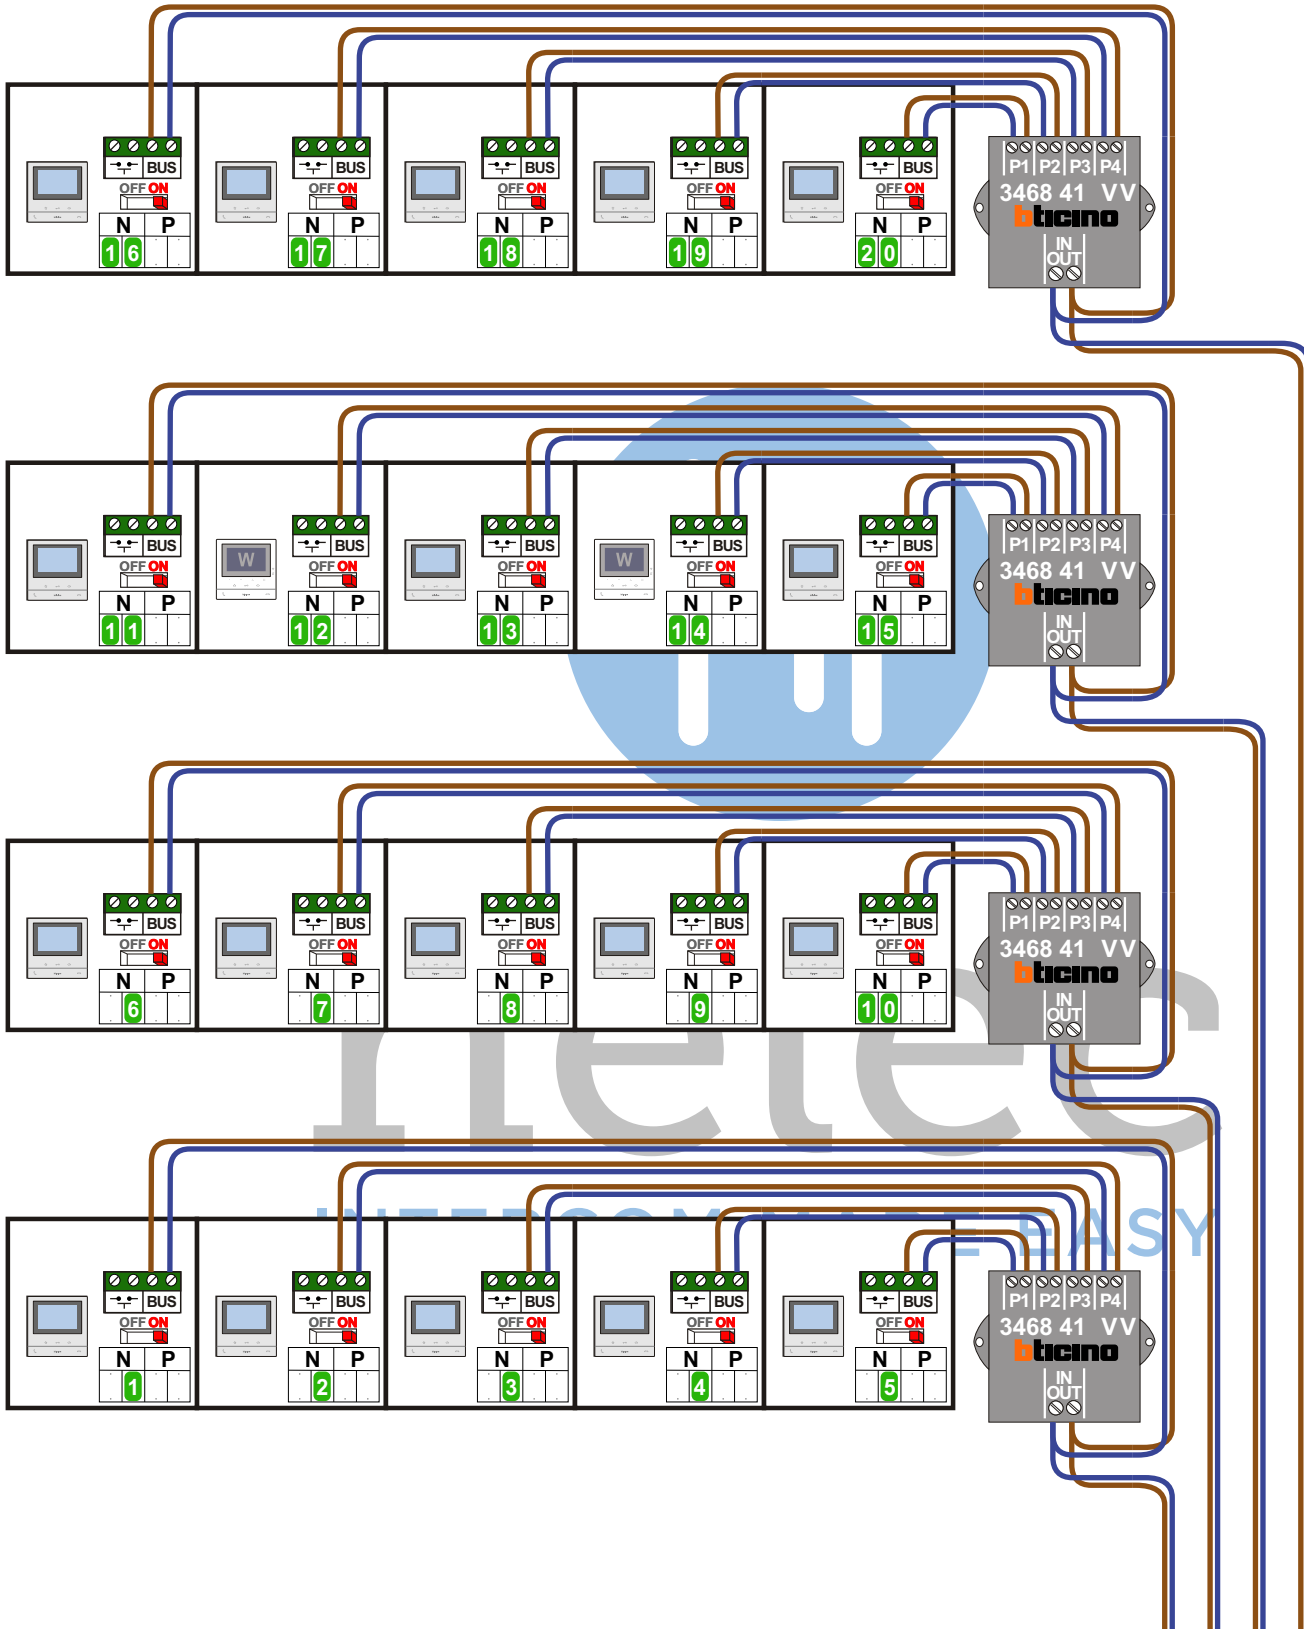 BUS BUS BUS BUS BUS P1 P2 P3 P4
OFF ON OFF ON OFF ON OFF ON OFF ON 3468 41 VV
N P N P N P N P N P bticino
16 17 18 19 20 IN
OUT
BUS BUS BUS BUS BUS P1 P2 P3 P4
W W
OFF ON OFF ON OFF ON OFF ON OFF ON 3468 41 VV
N P N P N P N P N P bticino
11 12 13 14 15 IN
OUT
BUS BUS BUS BUS BUS P1 P2 P3 P4
OFF ON OFF ON OFF ON OFF ON OFF ON 3468 41 VV
N P N P N P N P N P bticino
6 7 8 9 10 IN
OUT
netec
INTERCOM MADE EASY
BUS BUS BUS BUS BUS P1 P2 P3 P4
OFF ON OFF ON OFF ON OFF ON OFF ON 3468 41 VV
N P N P N P N P N P bticino
1 2 3 4 5 IN
OUT